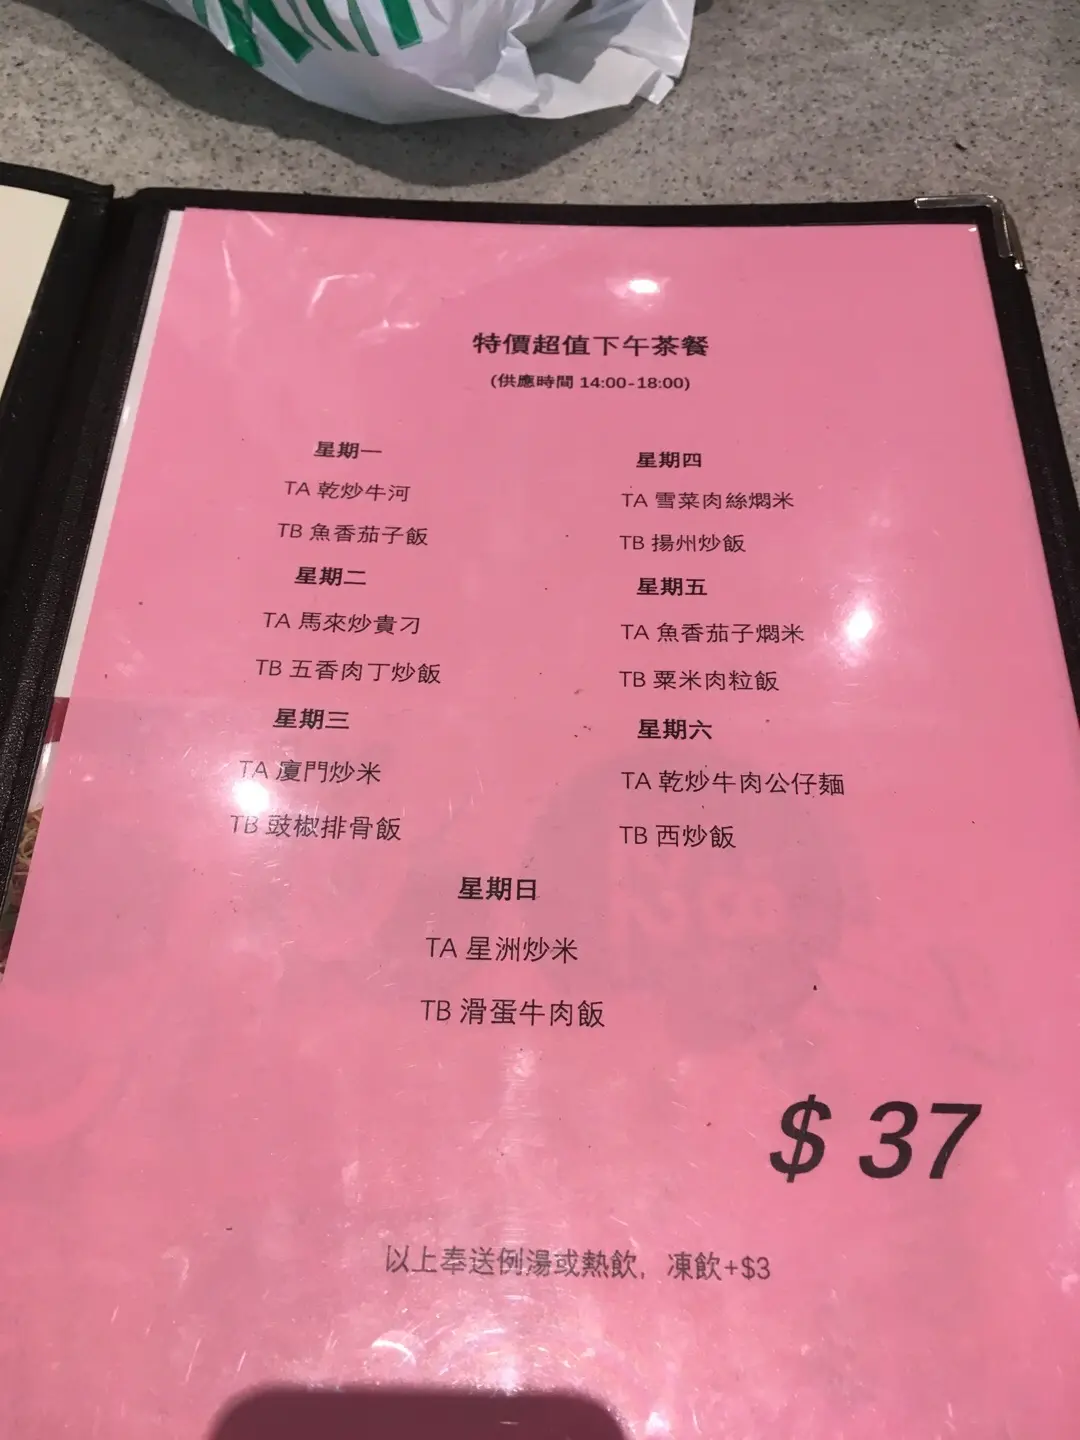 特價超值下午茶餐
(供應時間 14:00-18:00)
星期一
TA 乾炒牛河
TB 魚香茄子飯
星期二
TA 馬來炒貴刁
TB 五香肉丁炒飯
星期三
TA 廈門炒米
TB 豉椒排骨飯
星期四
TA 雪菜肉絲燜米
TB 揚州炒飯
星期五
TA 魚香茄子燜米
TB 粟米肉粒飯
星期六
TA 乾炒牛肉公仔麵
TB 西炒飯
星期日
TA 星洲炒米
TB 滑蛋牛肉飯
$ 37
以上奉送例湯或熱飲，凍飲+$3